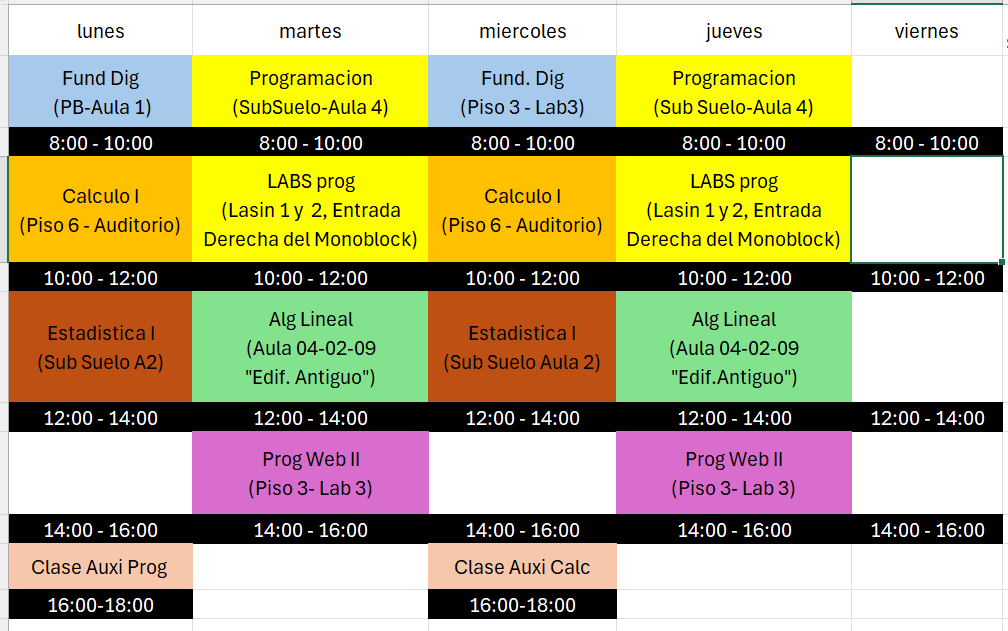 lunes martes miercoles jueves viernes
Fund Dig
(PB-Aula 1)
Programacion
(SubSuelo-Aula 4)
Fund. Dig
(Piso 3 - Lab3)
Programacion
(Sub Suelo-Aula 4)
8:00 - 10:00 8:00 - 10:00 8:00 - 10:00 8:00 - 10:00 8:00 - 10:00
Calculo I
(Piso 6 - Auditorio)
LABS prog
(Lasin 1 y  2, Entrada
Derecha del Monoblock)
Calculo I
(Piso 6 - Auditorio)
LABS prog
(Lasin 1 y 2, Entrada
Derecha del Monoblock)
10:00 - 12:00 10:00 - 12:00 10:00 - 12:00 10:00 - 12:00 10:00 - 12:00
Estadistica I
(Sub Suelo A2)
Alg Lineal
(Aula 04-02-09
"Edif. Antiguo")
Estadistica I
(Sub Suelo Aula 2)
Alg Lineal
(Aula 04-02-09
"Edif.Antiguo")
12:00 - 14:00 12:00 - 14:00 12:00 - 14:00 12:00 - 14:00 12:00 - 14:00
Prog Web II
(Piso 3- Lab 3)
Prog Web II
(Piso 3- Lab 3)
14:00 - 16:00 14:00 - 16:00 14:00 - 16:00 14:00 - 16:00 14:00 - 16:00
Clase Auxi Prog
Clase Auxi Calc
16:00-18:00 16:00-18:00